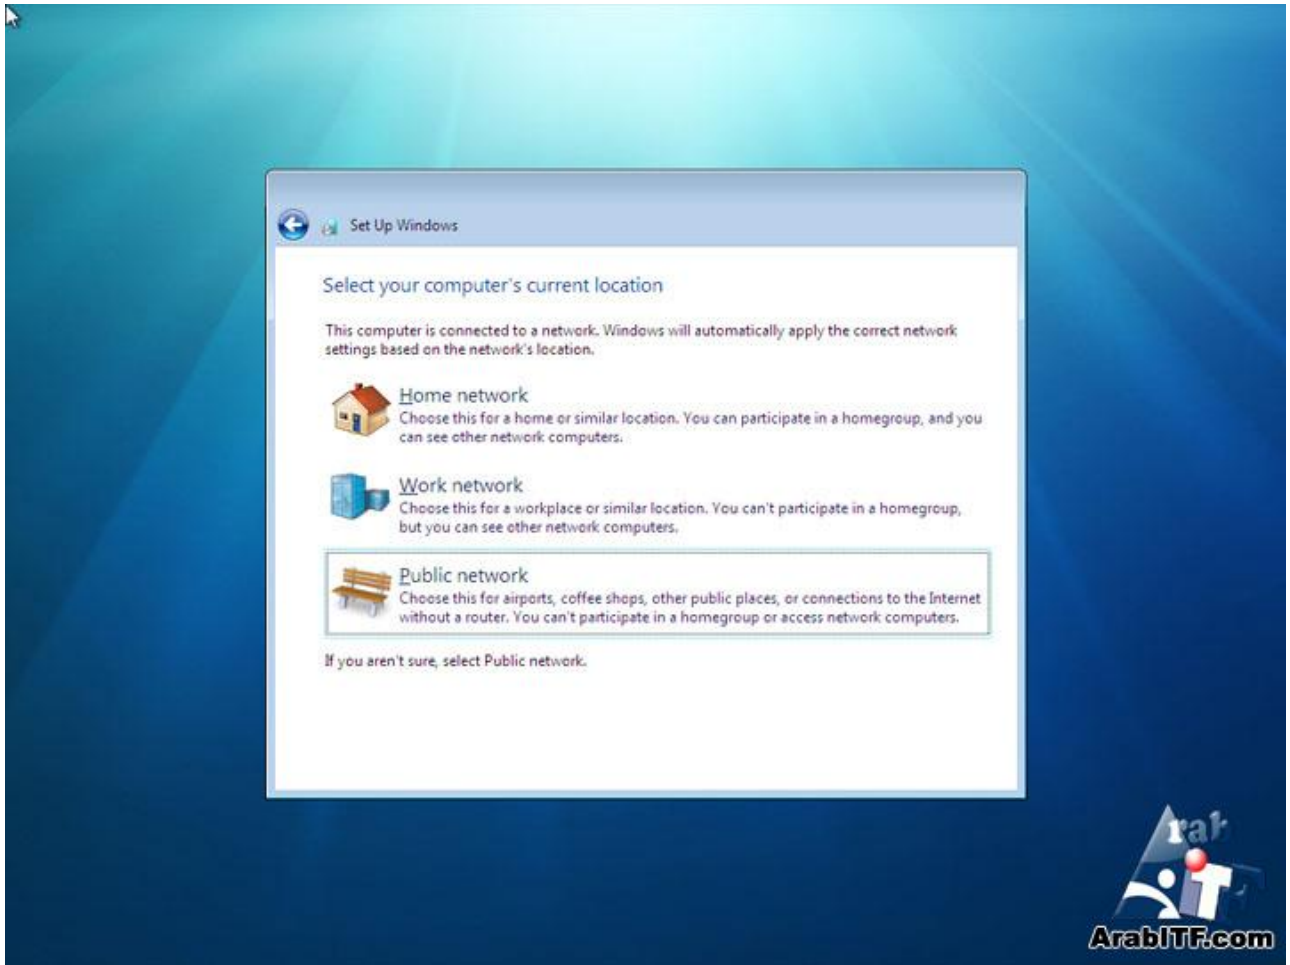 Set Up Windows
Select your computer's current location
This computer is connected to a network. Windows will automatically apply the correct network
settings based on the network's location.
Home network
Choose this for a home or similar location. You can participate in a homegroup, and you
can see other network computers.
Work network
Choose this for a workplace or similar location. You can't participate in a homegroup,
but you can see other network computers.
Public network
Choose this for airports, coffee shops, other public places, or connections to the Internet
without a router. You can't participate in a homegroup or access network computers.
If you aren't sure, select Public network.
Arab
iTF
ArabITF.com